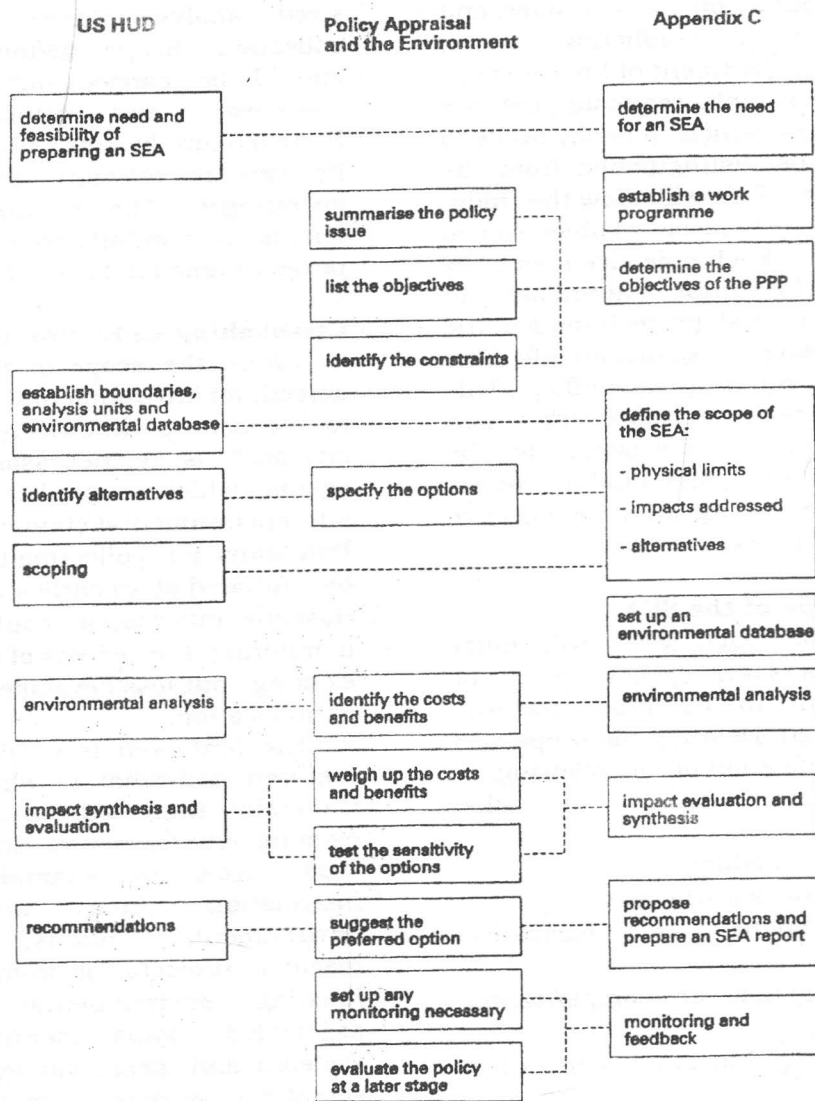 US HUD
Policy Appraisal
and the Environment
Appendix C
determine need and
feasibility of
preparing an SEA
determine the need
for an SEA
summarise the policy
issue
establish a work
programme
list the objectives
determine the
objectives of the PPP
identify the constraints
establish boundaries,
analysis units and
environmental database
define the scope of
the SEA:
- physical limits
- impacts addressed
- alternatives
identify alternatives
specify the options
scoping
set up an
environmental database
environmental analysis
identify the costs
and benefits
environmental analysis
weigh up the costs
and benefits
impact synthesis and
evaluation
impact evaluation and
synthesis
test the sensitivity
of the options
recommendations
suggest the
preferred option
propose
recommendations and
prepare an SEA report
set up any
monitoring necessary
monitoring and
feedback
evaluate the policy
at a later stage